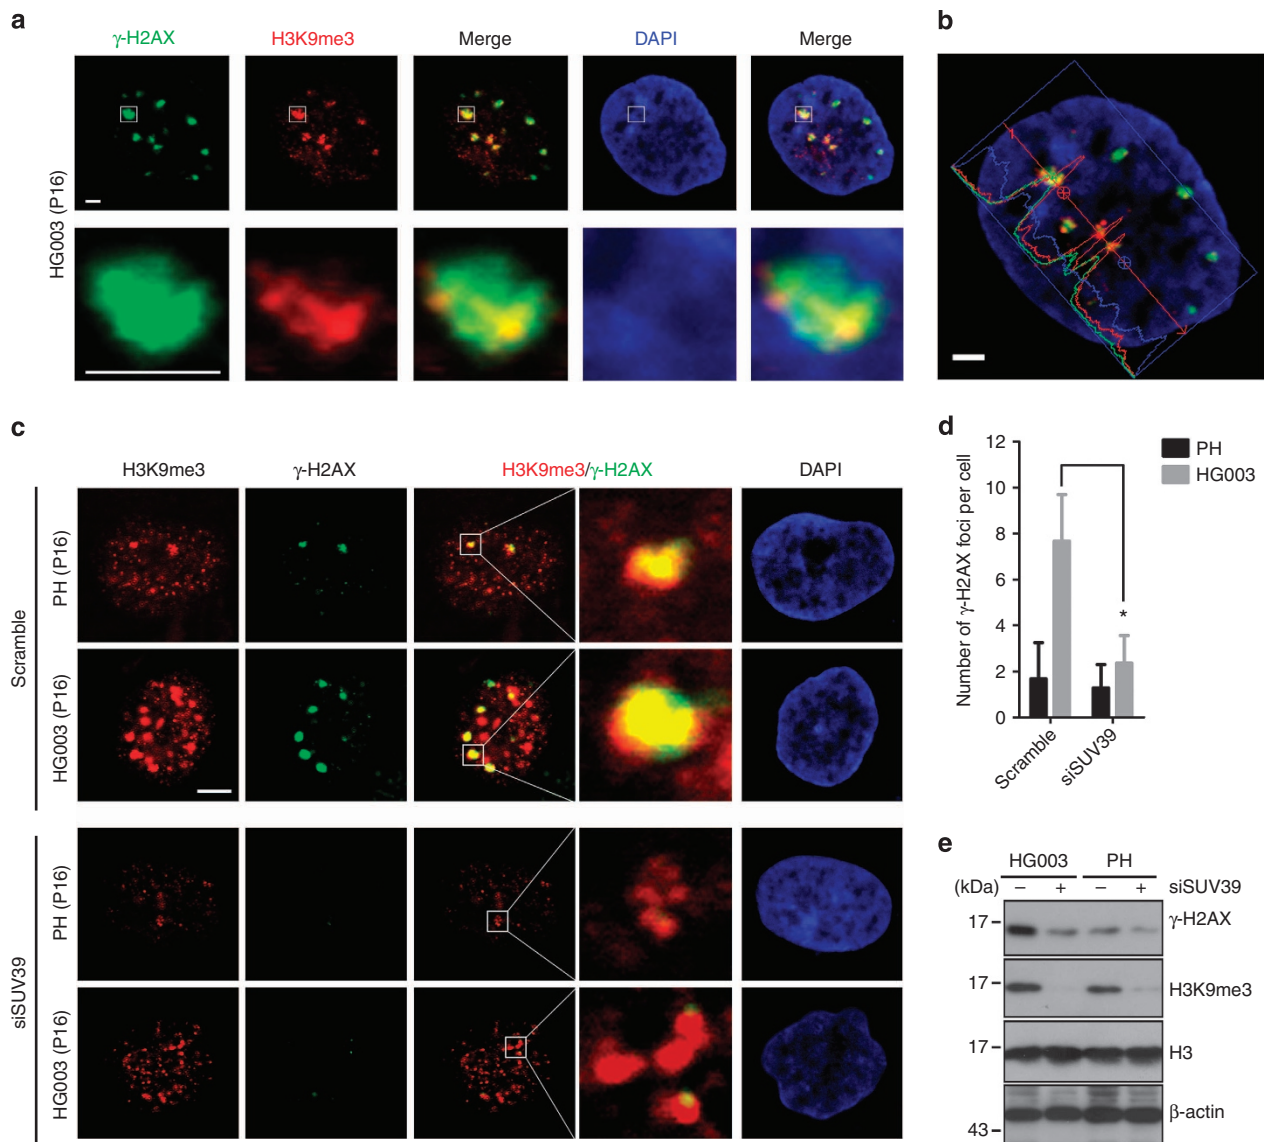 a
γ-H2AX H3K9me3 Merge DAPI Merge
HG003 (P16)
b
c
H3K9me3 γ-H2AX H3K9me3/γ-H2AX DAPI
Scramble
PH (P16)
HG003 (P16)
siSUV39
PH (P16)
HG003 (P16)
d
Number of γ-H2AX foci per cell
12
10
8
6
4
2
0
PH
HG003
*
Scramble
siSUV39
e
HG003 PH
(kDa) – + – + siSUV39
17 γ-H2AX
17 H3K9me3
17 H3
β-actin
43